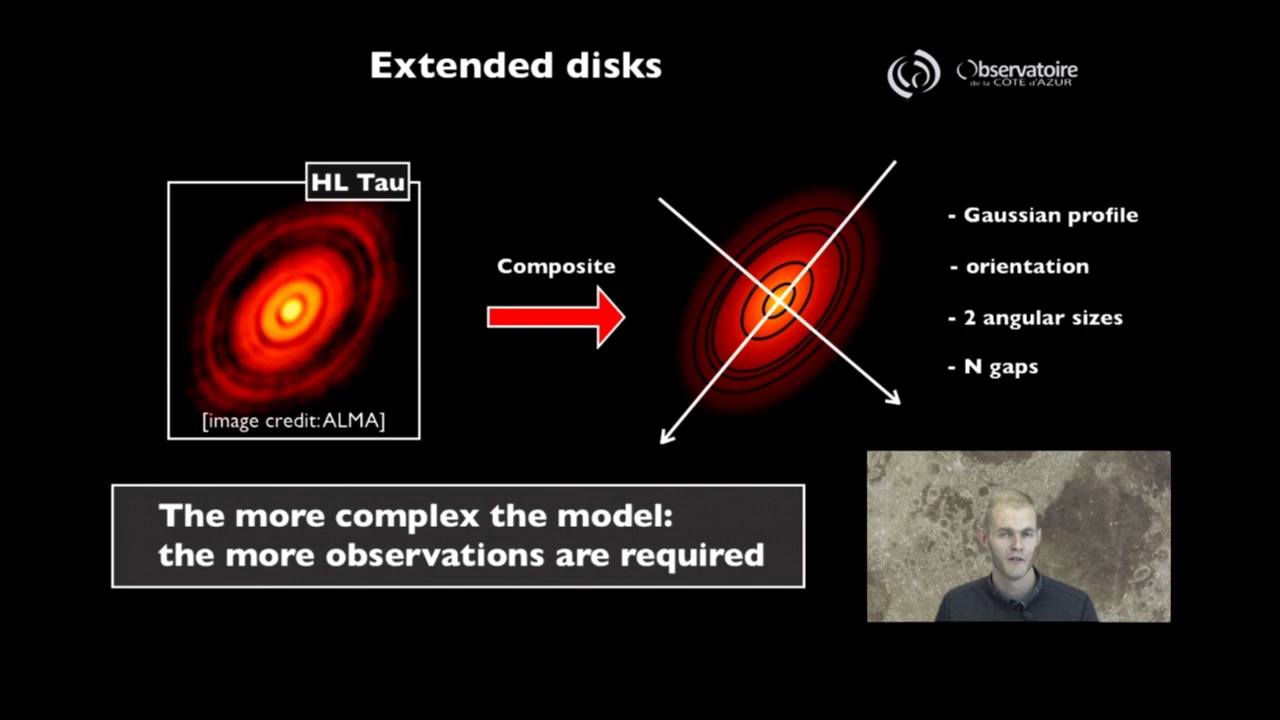 Extended disks
Observatoire
de la CÔTE d'AZUR
HL Tau
[image credit: ALMA]
Composite
- Gaussian profile
- orientation
- 2 angular sizes
- N gaps
The more complex the model:
the more observations are required